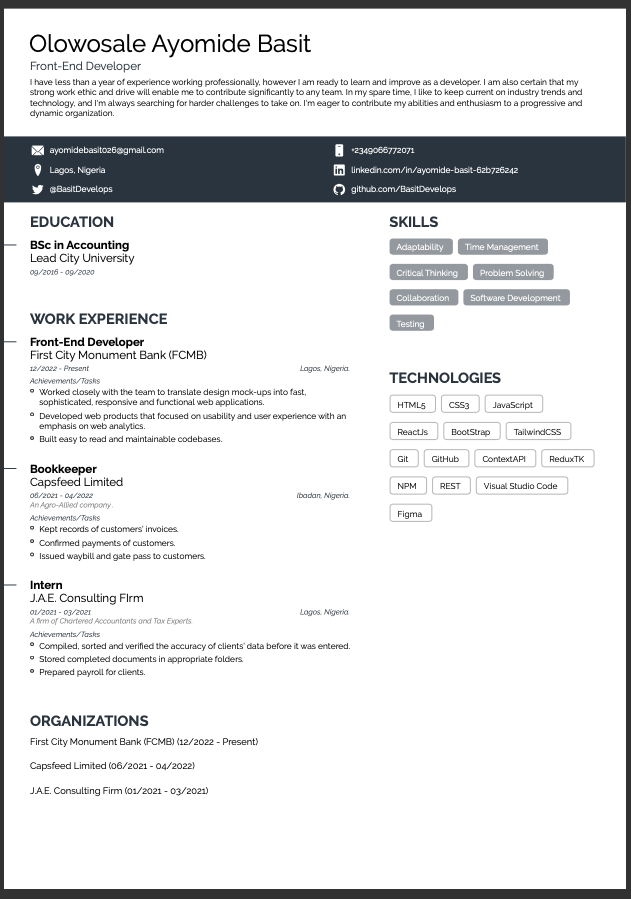 Olowosale Ayomide Basit
Front-End Developer
I have less than a year of experience working professionally, however I am ready to learn and improve as a developer. I am also certain that my
strong work ethic and drive will enable me to contribute significantly to any team. In my spare time, I like to keep current on industry trends and
technology, and I'm always searching for harder challenges to take on. I'm eager to contribute my abilities and enthusiasm to a progressive and
dynamic organization.
ayomidebasit026@gmail.com
+2349066772071
Lagos, Nigeria
linkedin.com/in/ayomide-basit-62b726242
@BasitDevelops
github.com/BasitDevelops
EDUCATION
BSc in Accounting
Lead City University
09/2016 - 09/2020
WORK EXPERIENCE
Front-End Developer
First City Monument Bank (FCMB)
12/2022 - Present
Lagos, Nigeria.
Achievements/Tasks
Worked closely with the team to translate design mock-ups into fast,
sophisticated, responsive and functional web applications.
Developed web products that focused on usability and user experience with an
emphasis on web analytics.
Built easy to read and maintainable codebases.
Bookkeeper
Capsfeed Limited
06/2021 - 04/2022
Ibadan, Nigeria.
An Agro-Allied company .
Achievements/Tasks
Kept records of customers' invoices.
Confirmed payments of customers.
Issued waybill and gate pass to customers.
Intern
J.A.E. Consulting FIrm
01/2021 - 03/2021
Lagos, Nigeria.
A firm of Chartered Accountants and Tax Experts.
Achievements/Tasks
Compiled, sorted and verified the accuracy of clients' data before it was entered.
Stored completed documents in appropriate folders.
Prepared payroll for clients.
ORGANIZATIONS
First City Monument Bank (FCMB) (12/2022 - Present)
Capsfeed Limited (06/2021 - 04/2022)
J.A.E. Consulting Firm (01/2021 - 03/2021)
SKILLS
Adaptability Time Management
Critical Thinking Problem Solving
Collaboration Software Development
Testing
TECHNOLOGIES
HTML5 CSS3 JavaScript
ReactJs BootStrap TailwindCSS
Git GitHub ContextAPI ReduxTK
NPM REST Visual Studio Code
Figma